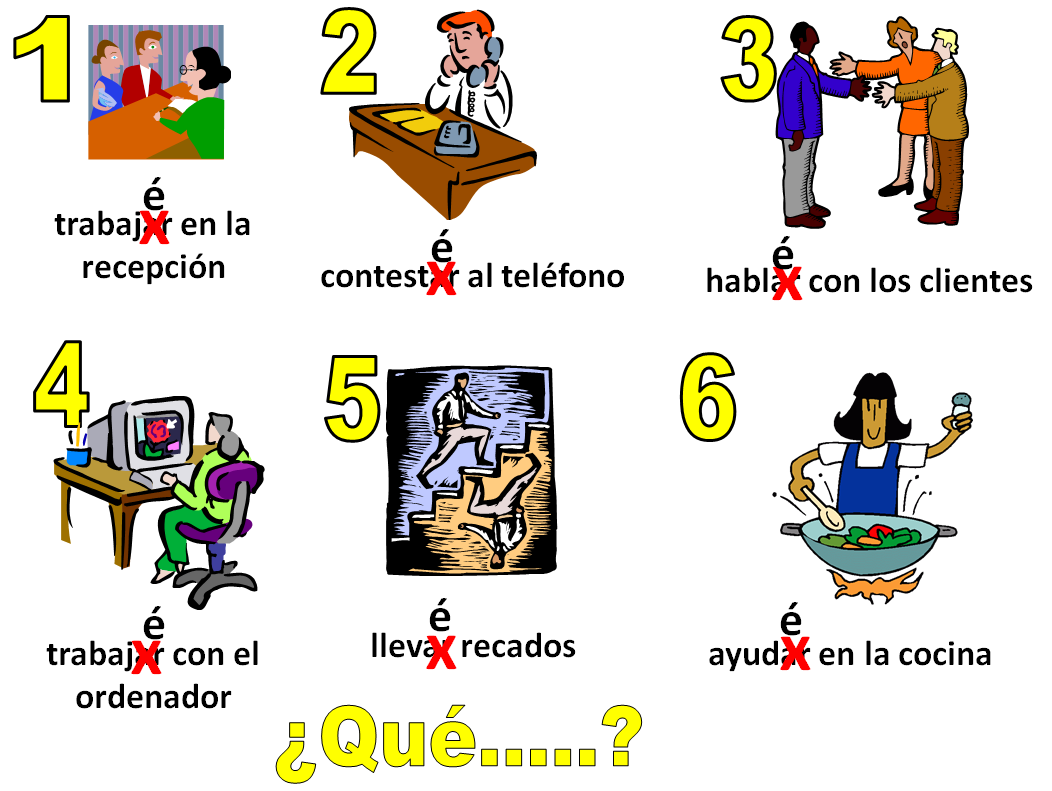 1
é
trabajar en la
x
recepción
2
é
contestar al teléfono
x
3
é
hablar con los clientes
x
4
é
trabajar con el
x
ordenador
5
é
llevar recados
x
6
é
ayudar en la cocina
x
¿Qué.....?